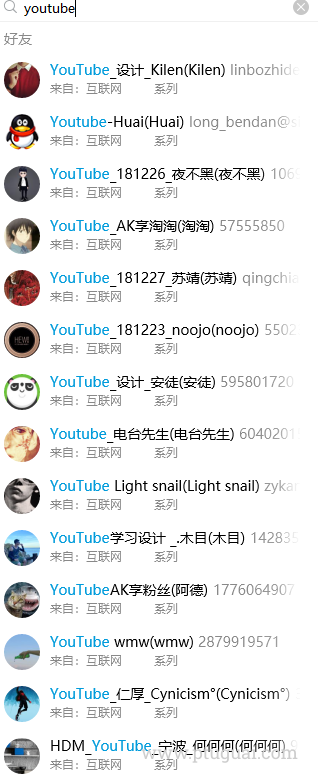 youtube
好友
YouTube_设计_Kilen(Kilen) linbozhide
来自：互联网 系列
Youtube-Huai(Huai) long_bendan@
来自：互联网 系列
YouTube_181226_夜不黑(夜不黑) 1069
来自：互联网 系列
YouTube_AK享淘淘(淘淘) 57555850
来自：互联网 系列
YouTube_181227_苏靖(苏靖) qingchia
来自：互联网 系列
YouTube_181223_noojo(noojo) 5502
来自：互联网 系列
YouTube_设计_安徒(安徒) 595801720
来自：互联网 系列
Youtube_电台先生(电台先生) 6040201
来自：互联网 系列
YouTube Light snail(Light snail) zykar
来自：互联网 系列
YouTube学习设计 _.木目(木目) 142835
来自：互联网 系列
YouTubeAK享粉丝(阿德) 1776064907
来自：互联网 系列
YouTube wmw(wmw) 2879919571
来自：互联网 系列
YouTube_仁厚_Cynicism°(Cynicism°)
来自：互联网 系列
HDM_YouTube_宁波_何何何(何何何)
来自：互联网 系列